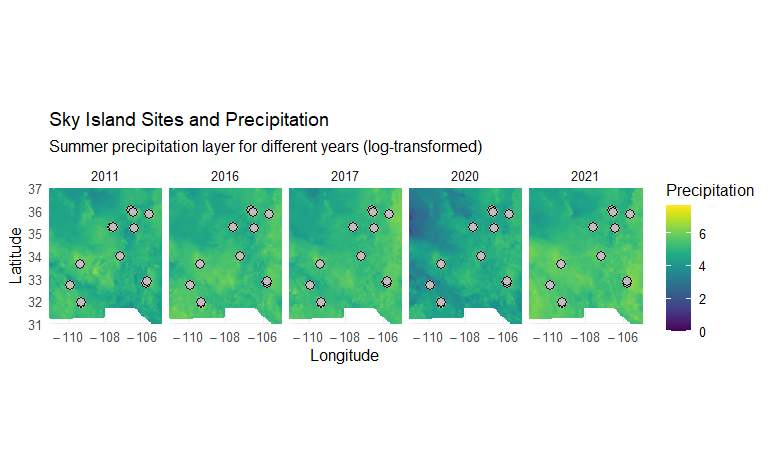 Sky Island Sites and Precipitation
Summer precipitation layer for different years (log-transformed)
2011 2016 2017 2020 2021
Precipitation
37
36
35
34
33
32
31
Latitude
6
4
2
0
−110 −108 −106 −110 −108 −106 −110 −108 −106 −110 −108 −106 −110 −108 −106
Longitude